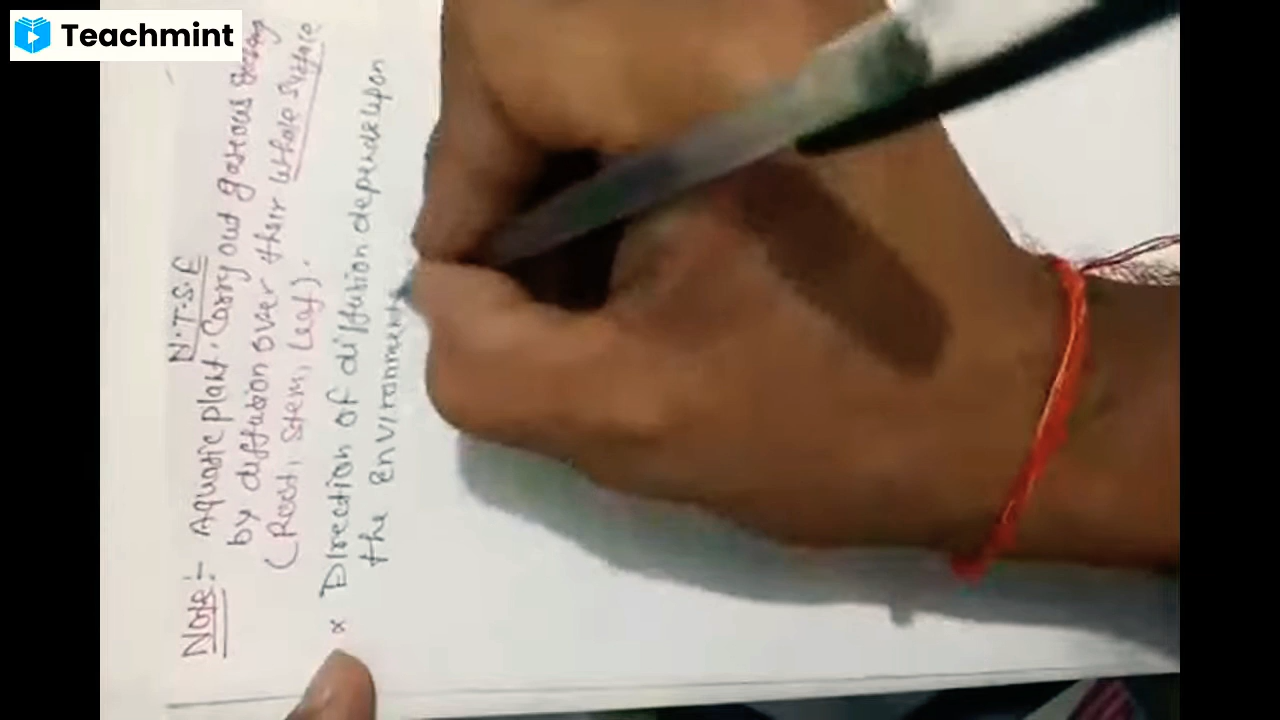 Teachmint
N.T.S.E
Note:- Aquatic plant. Carry out gaseous
by diffusion over their whole surface
(Root, Stem, Leaf).
× Direction of diffusion depends upon
the environment